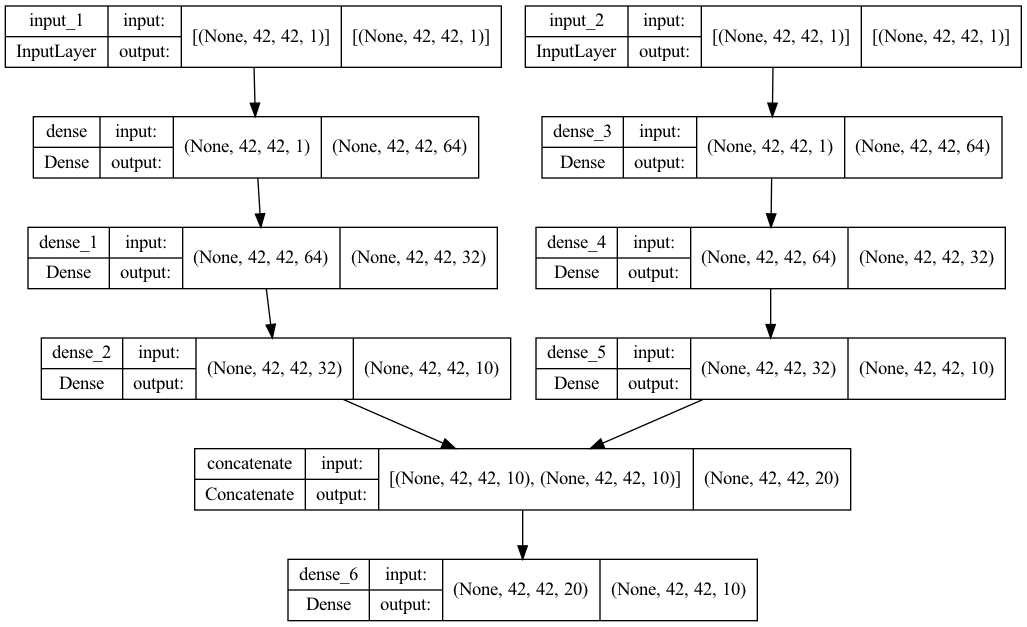 input_1 input: [(None, 42, 42, 1)] [(None, 42, 42, 1)]
InputLayer output:
input_2 input: [(None, 42, 42, 1)] [(None, 42, 42, 1)]
InputLayer output:
dense input: (None, 42, 42, 1) (None, 42, 42, 64)
Dense output:
dense_3 input: (None, 42, 42, 1) (None, 42, 42, 64)
Dense output:
dense_1 input: (None, 42, 42, 64) (None, 42, 42, 32)
Dense output:
dense_4 input: (None, 42, 42, 64) (None, 42, 42, 32)
Dense output:
dense_2 input: (None, 42, 42, 32) (None, 42, 42, 10)
Dense output:
dense_5 input: (None, 42, 42, 32) (None, 42, 42, 10)
Dense output:
concatenate input: [(None, 42, 42, 10), (None, 42, 42, 10)] (None, 42, 42, 20)
Concatenate output:
dense_6 input: (None, 42, 42, 20) (None, 42, 42, 10)
Dense output: